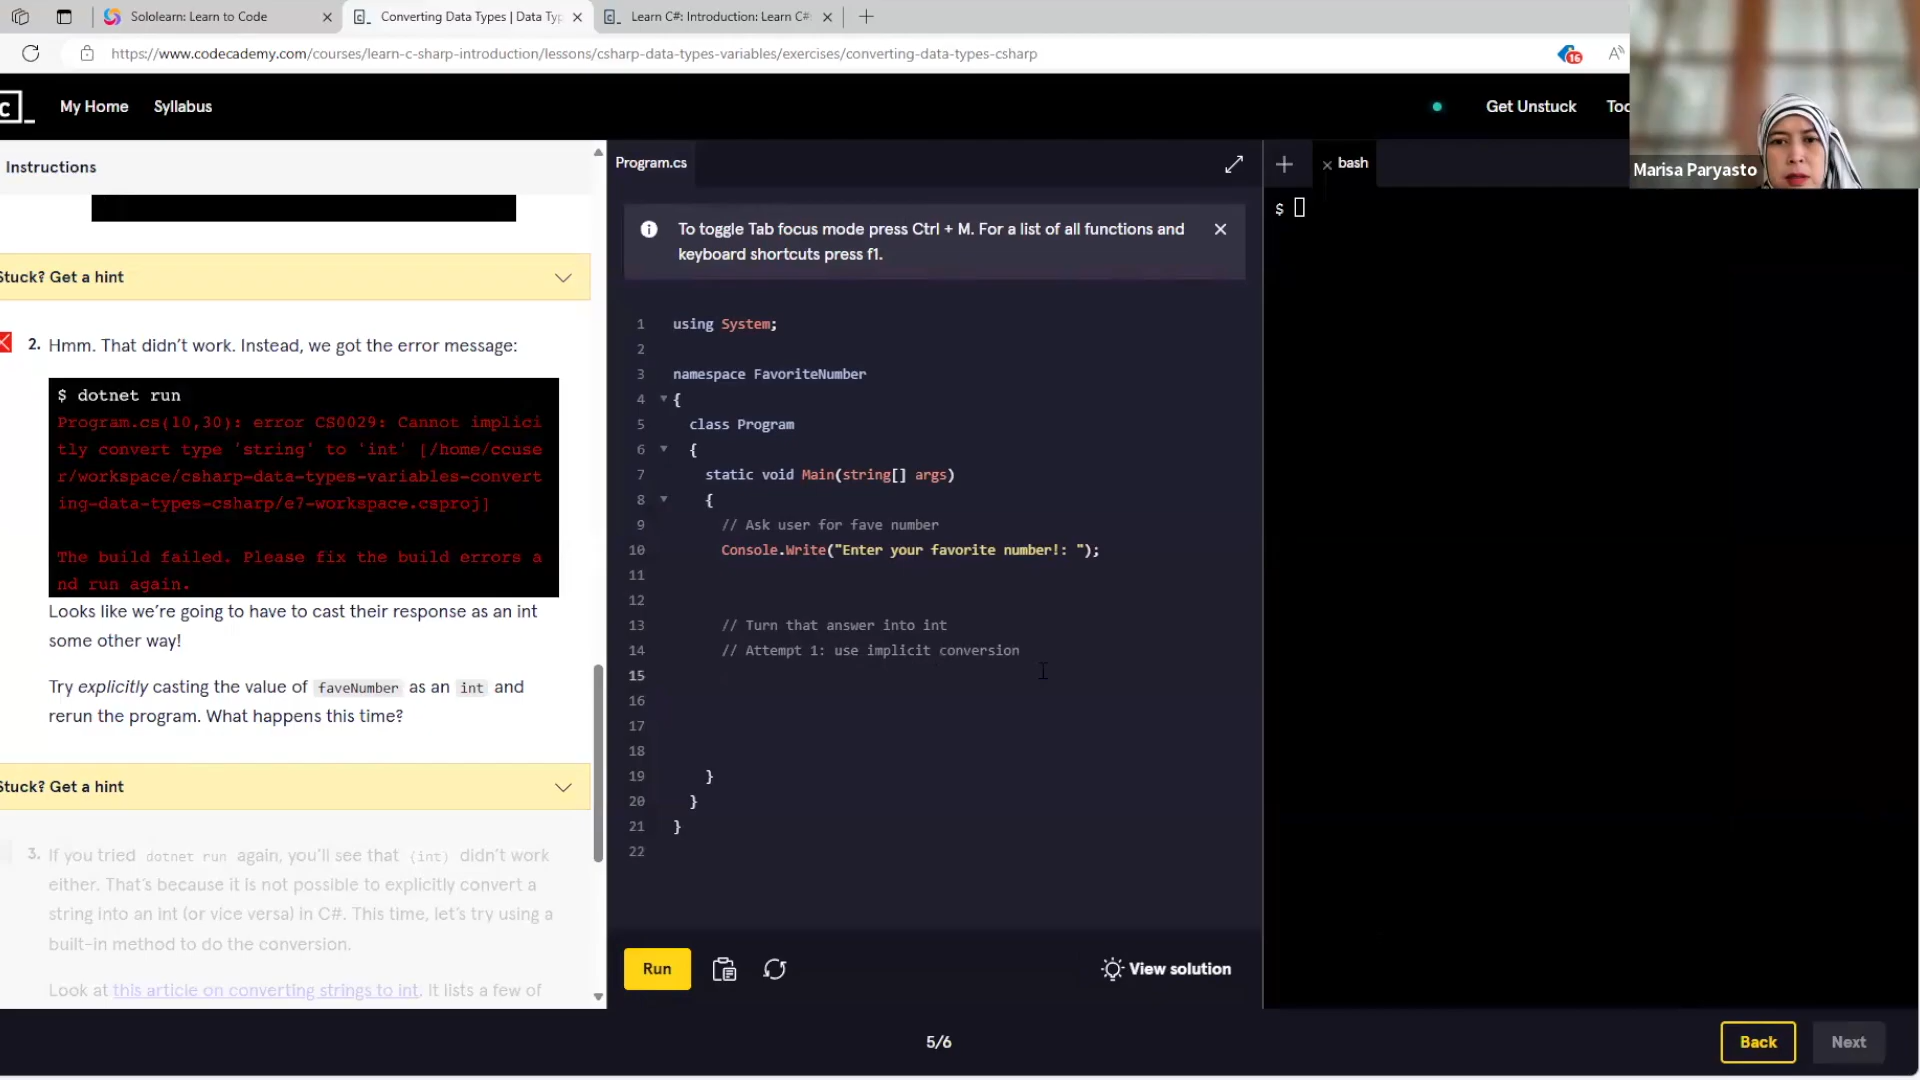 Sololearn: Learn to Code
Converting Data Types | Data Typ
Learn C#: Introduction: Learn C#
https://www.codecademy.com/courses/learn-c-sharp-introduction/lessons/csharp-data-types-variables/exercises/converting-data-types-csharp
16
My Home
Syllabus
Get Unstuck
Too
Marisa Paryasto
Instructions
Stuck? Get a hint
2. Hmm. That didn't work. Instead, we got the error message:
$ dotnet run
Program.cs(10,30): error CS0029: Cannot implici
tly convert type 'string' to 'int' [/home/ccuse
r/workspace/csharp-data-types-variables-convert
ing-data-types-csharp/e7-workspace.csproj]
The build failed. Please fix the build errors a
nd run again.
Looks like we're going to have to cast their response as an int
some other way!
Try explicitly casting the value of faveNumber as an int and
rerun the program. What happens this time?
Stuck? Get a hint
3. If you tried dotnet run again, you'll see that (int) didn't work
either. That's because it is not possible to explicitly convert a
string into an int (or vice versa) in C#. This time, let's try using a
built-in method to do the conversion.
Look at this article on converting strings to int. It lists a few of
Program.cs
To toggle Tab focus mode press Ctrl + M. For a list of all functions and
keyboard shortcuts press f1.
1 using System;
2
3 namespace FavoriteNumber
4 {
5 class Program
6 {
7 static void Main(string[] args)
8 {
9 // Ask user for fave number
10 Console.Write("Enter your favorite number!: ");
11
12
13 // Turn that answer into int
14 // Attempt 1: use implicit conversion
15
16
17
18
19 }
20 }
21 }
22
Run
View solution
bash
$
5/6
Back
Next